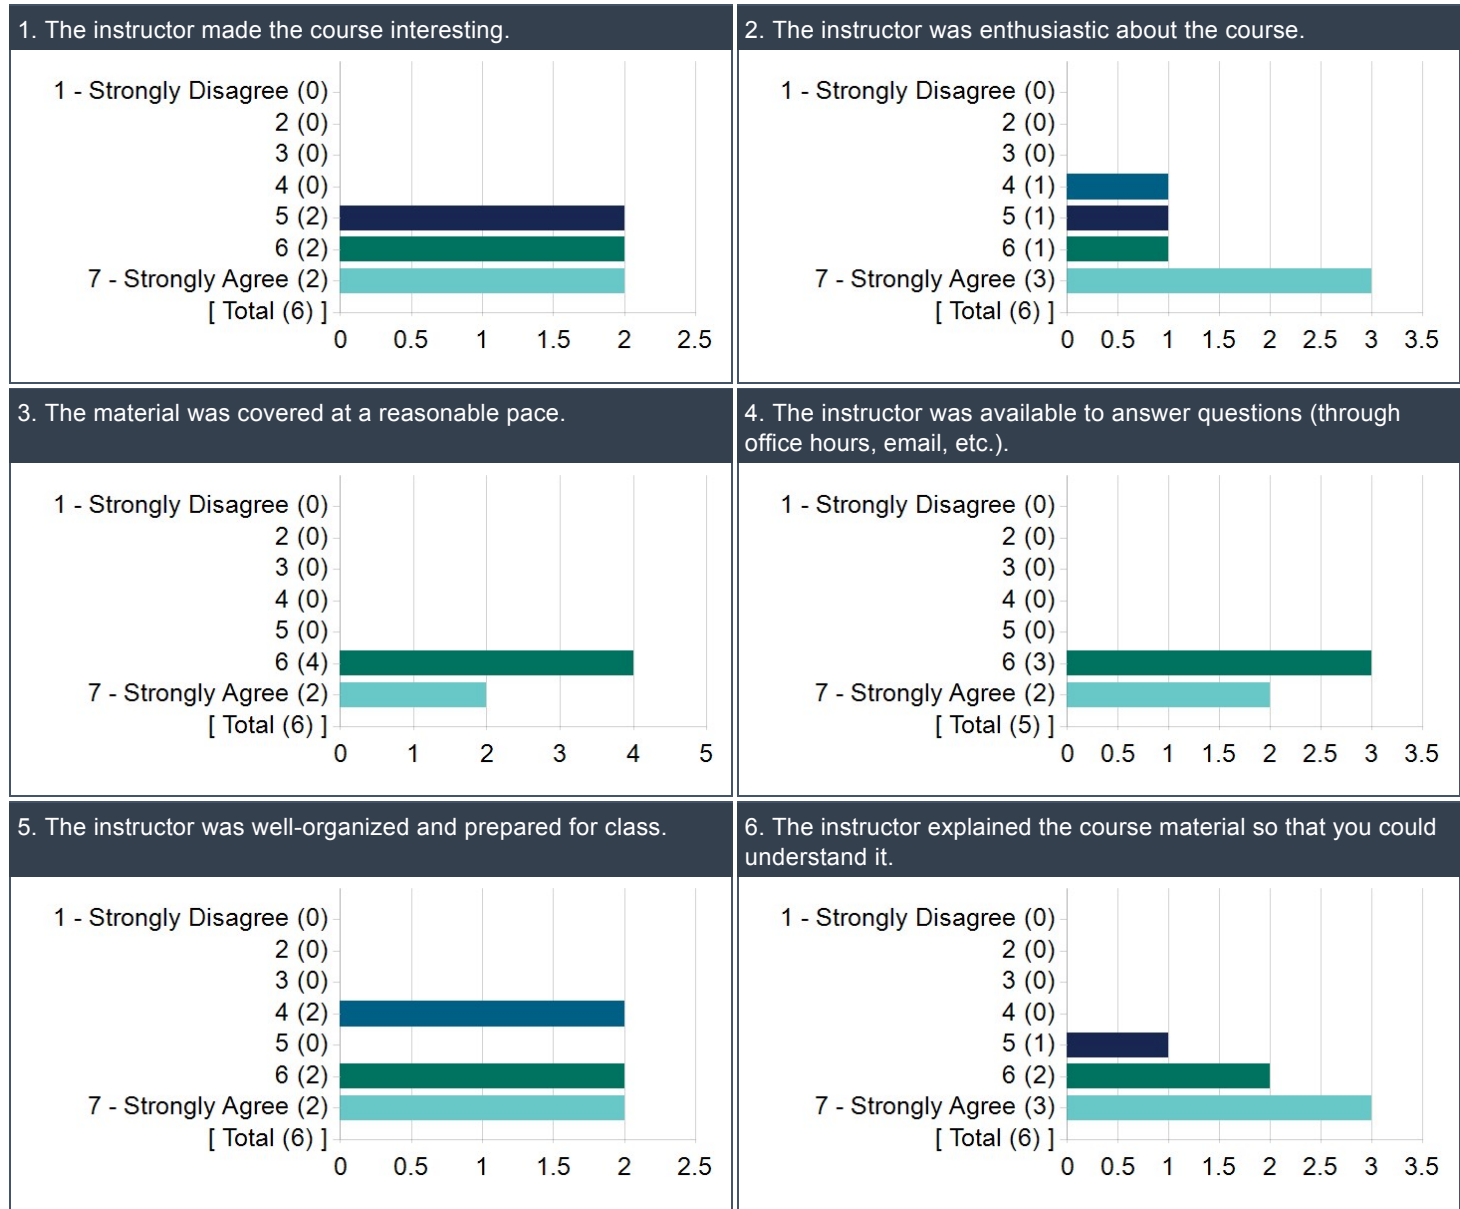 1. The instructor made the course interesting.
1 - Strongly Disagree (0)
2 (0)
3 (0)
4 (0)
5 (2)
6 (2)
7 - Strongly Agree (2)
[ Total (6) ]
0 0.5 1 1.5 2 2.5
2. The instructor was enthusiastic about the course.
1 - Strongly Disagree (0)
2 (0)
3 (0)
4 (1)
5 (1)
6 (1)
7 - Strongly Agree (3)
[ Total (6) ]
0 0.5 1 1.5 2 2.5 3 3.5
3. The material was covered at a reasonable pace.
1 - Strongly Disagree (0)
2 (0)
3 (0)
4 (0)
5 (0)
6 (4)
7 - Strongly Agree (2)
[ Total (6) ]
0 1 2 3 4 5
4. The instructor was available to answer questions (through
office hours, email, etc.).
1 - Strongly Disagree (0)
2 (0)
3 (0)
4 (0)
5 (0)
6 (3)
7 - Strongly Agree (2)
[ Total (5) ]
0 0.5 1 1.5 2 2.5 3 3.5
5. The instructor was well-organized and prepared for class.
1 - Strongly Disagree (0)
2 (0)
3 (0)
4 (2)
5 (0)
6 (2)
7 - Strongly Agree (2)
[ Total (6) ]
0 0.5 1 1.5 2 2.5
6. The instructor explained the course material so that you could
understand it.
1 - Strongly Disagree (0)
2 (0)
3 (0)
4 (0)
5 (1)
6 (2)
7 - Strongly Agree (3)
[ Total (6) ]
0 0.5 1 1.5 2 2.5 3 3.5